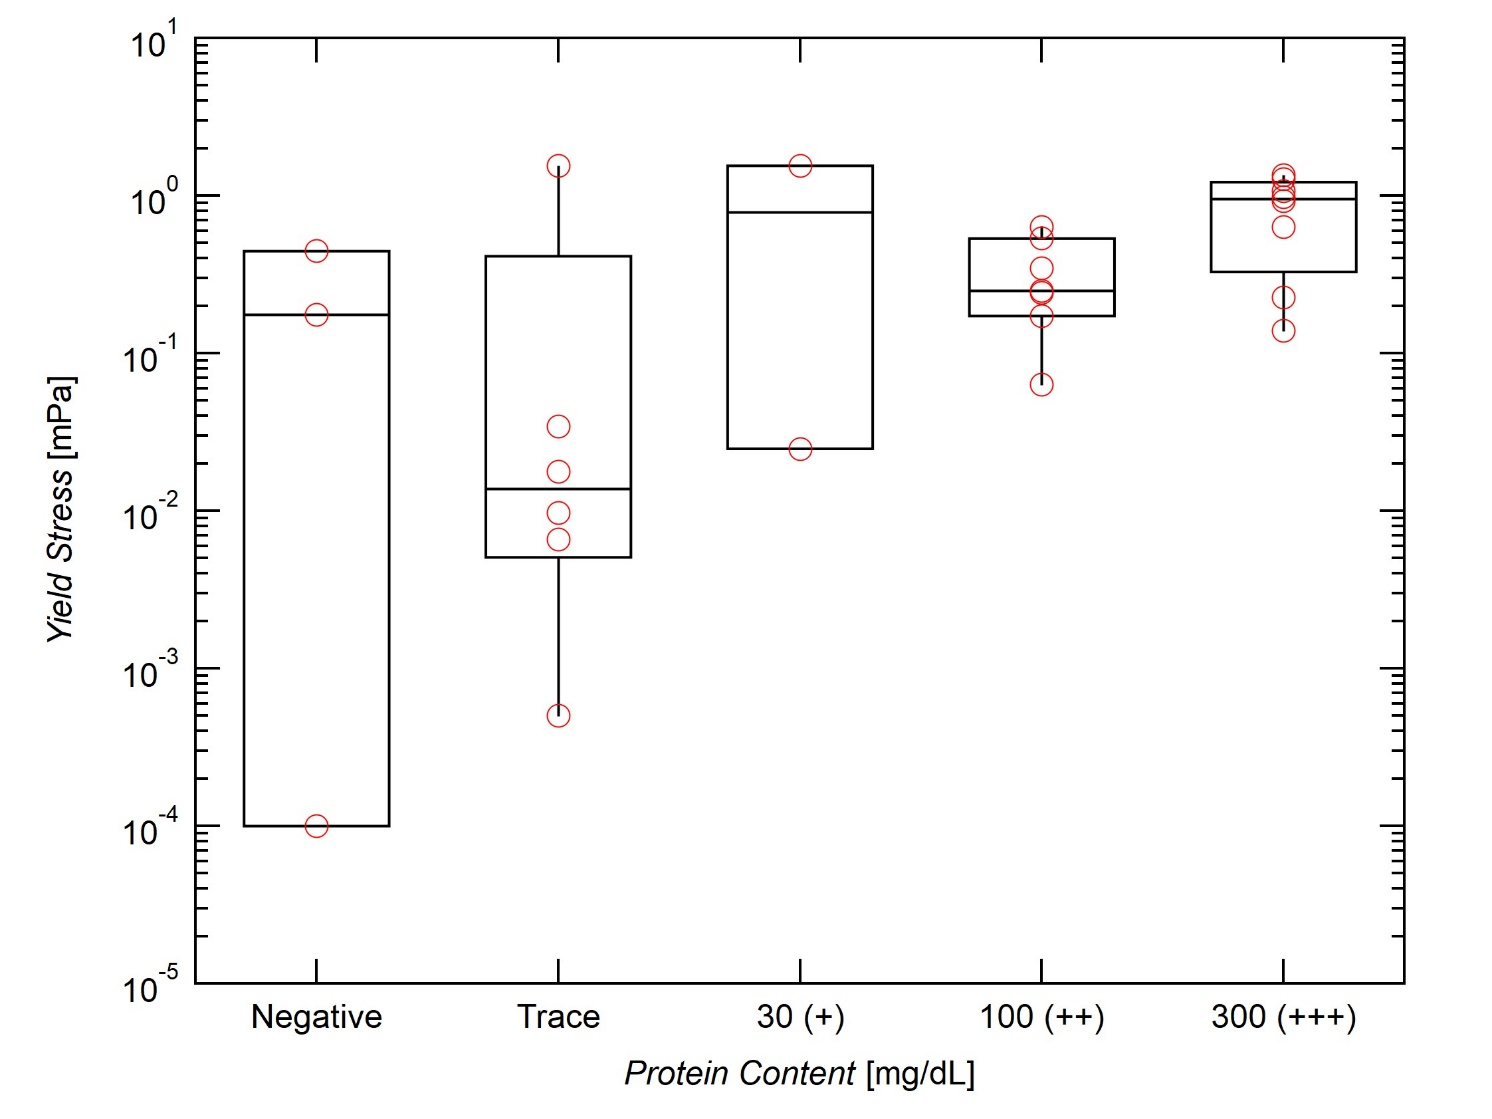 10^1
10^0
10^-1
10^-2
10^-3
10^-4
10^-5
Yield Stress [mPa]
Negative Trace 30 (+) 100 (++) 300 (+++)
Protein Content [mg/dL]